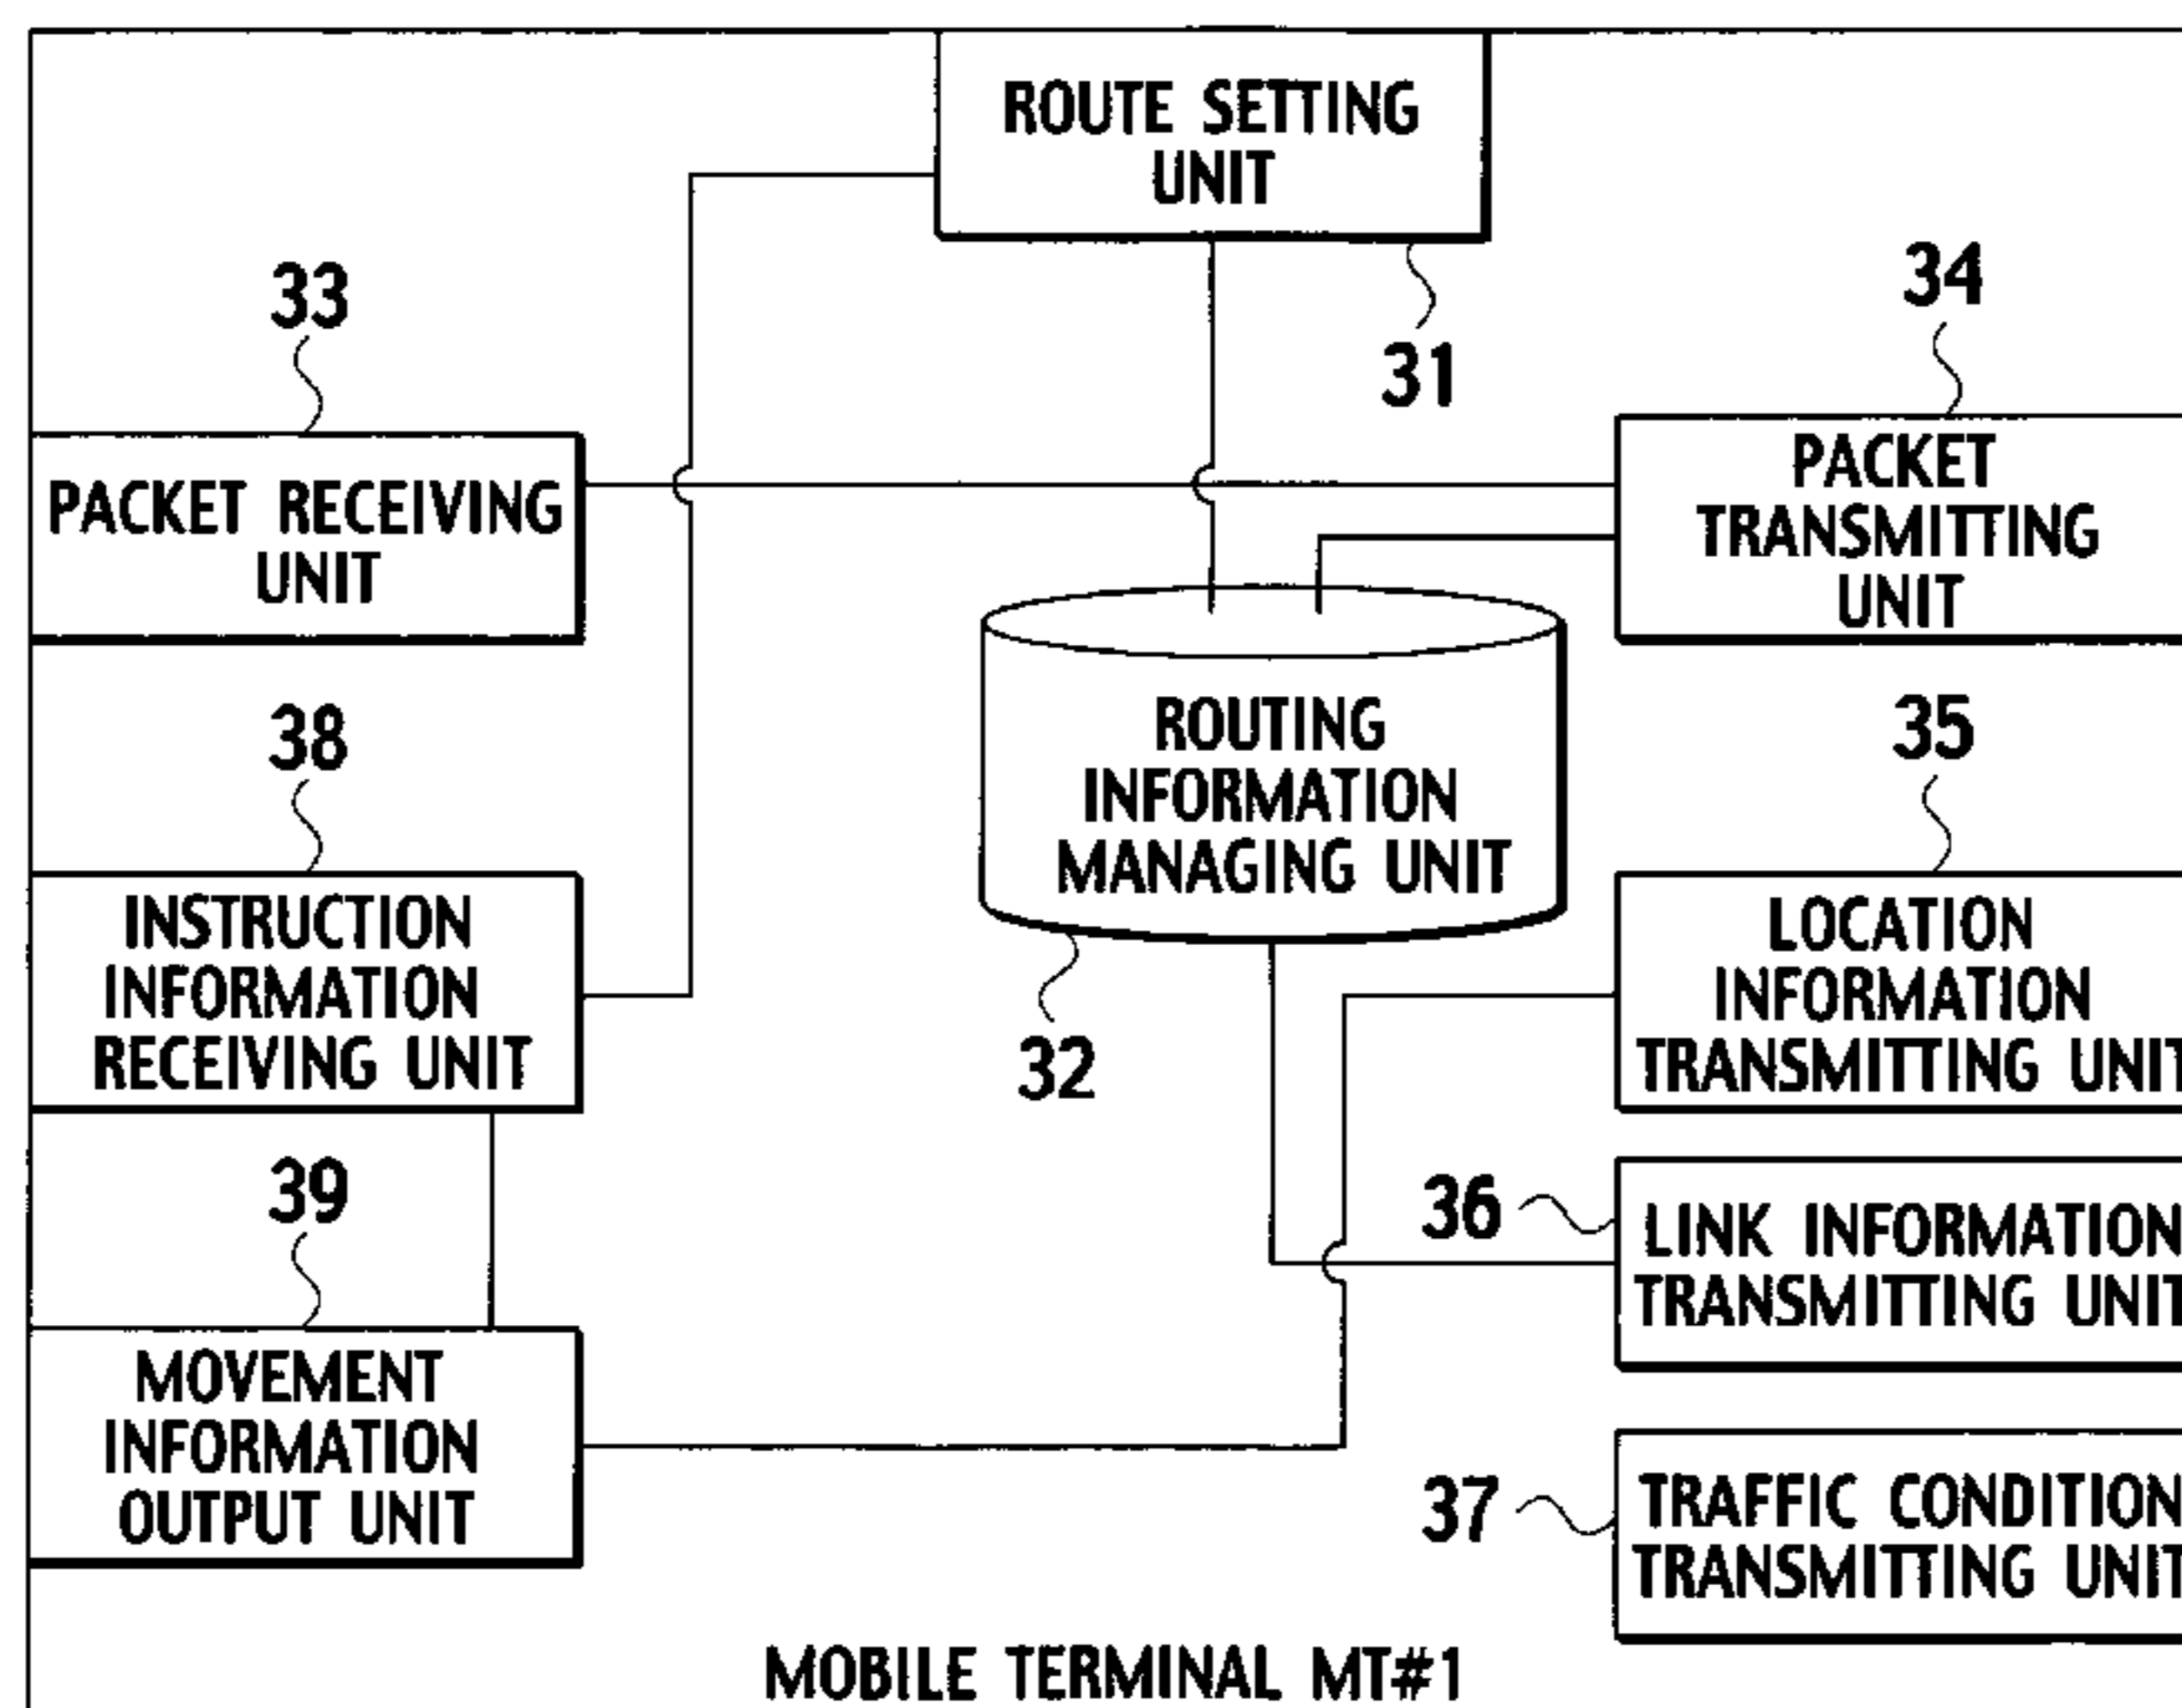 ROUTE SETTING
UNIT
31
33
34
PACKET RECEIVING
UNIT
PACKET
TRANSMITTING
UNIT
38
ROUTING
INFORMATION
MANAGING UNIT
32
35
INSTRUCTION
INFORMATION
RECEIVING UNIT
LOCATION
INFORMATION
TRANSMITTING UNIT
39
36
LINK INFORMATION
TRANSMITTING UNIT
MOVEMENT
INFORMATION
OUTPUT UNIT
37
TRAFFIC CONDITION
TRANSMITTING UNIT
MOBILE TERMINAL MT#1